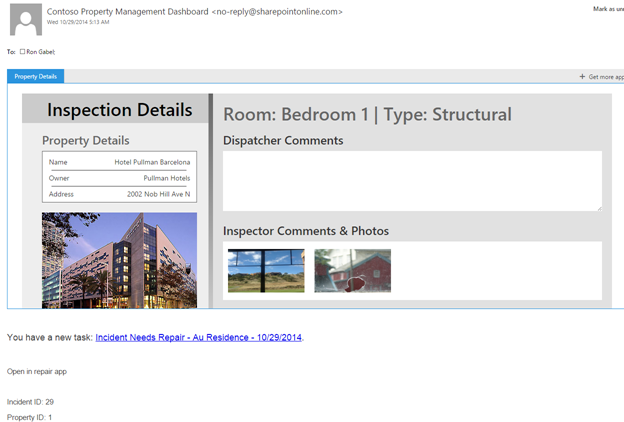 Contoso Property Management Dashboard <no-reply@sharepointonline.com>
Mark as
Wed 10/29/2014 5:13 AM
To: Ron Gabel;
Property Details
+ Get more
Inspection Details
Property Details
Name Hotel Pullman Barcelona
Owner Pullman Hotels
Address 2002 Nob Hill Ave N
Room: Bedroom 1 | Type: Structural
Dispatcher Comments
Inspector Comments & Photos
You have a new task: Incident Needs Repair - Au Residence - 10/29/2014.
Open in repair app
Incident ID: 29
Property ID: 1